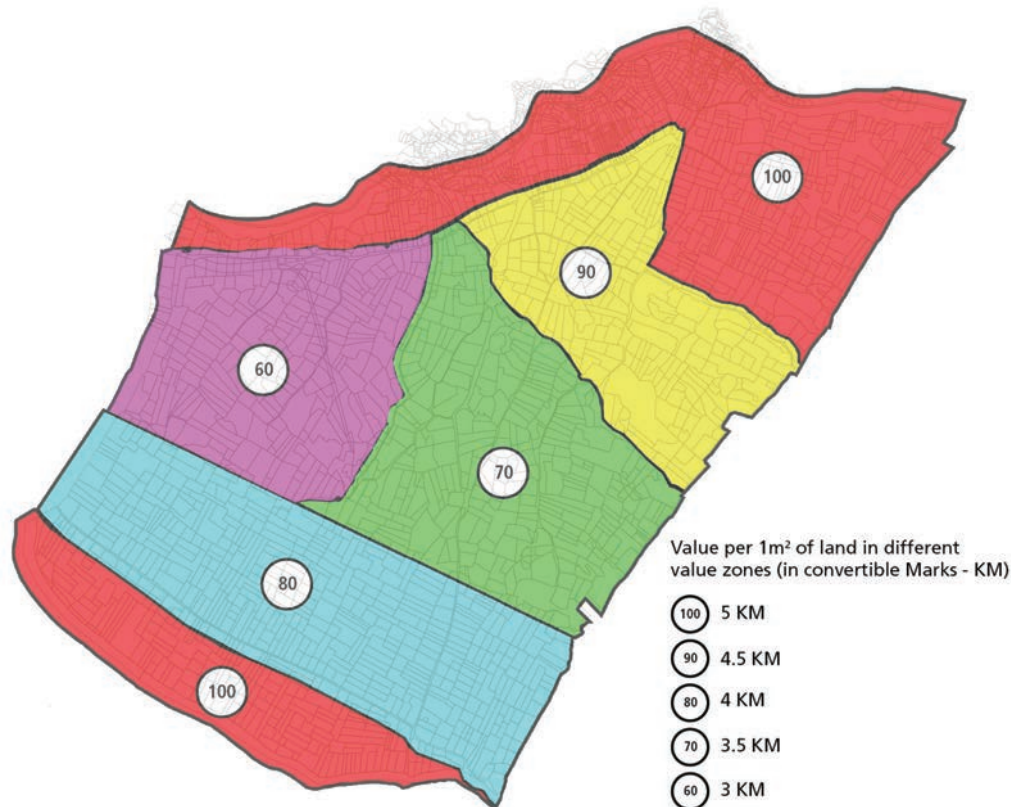 100
90
60
70
80
100
Value per 1m² of land in different
value zones (in convertible Marks - KM)
100 5 KM
90 4.5 KM
80 4 KM
70 3.5 KM
60 3 KM